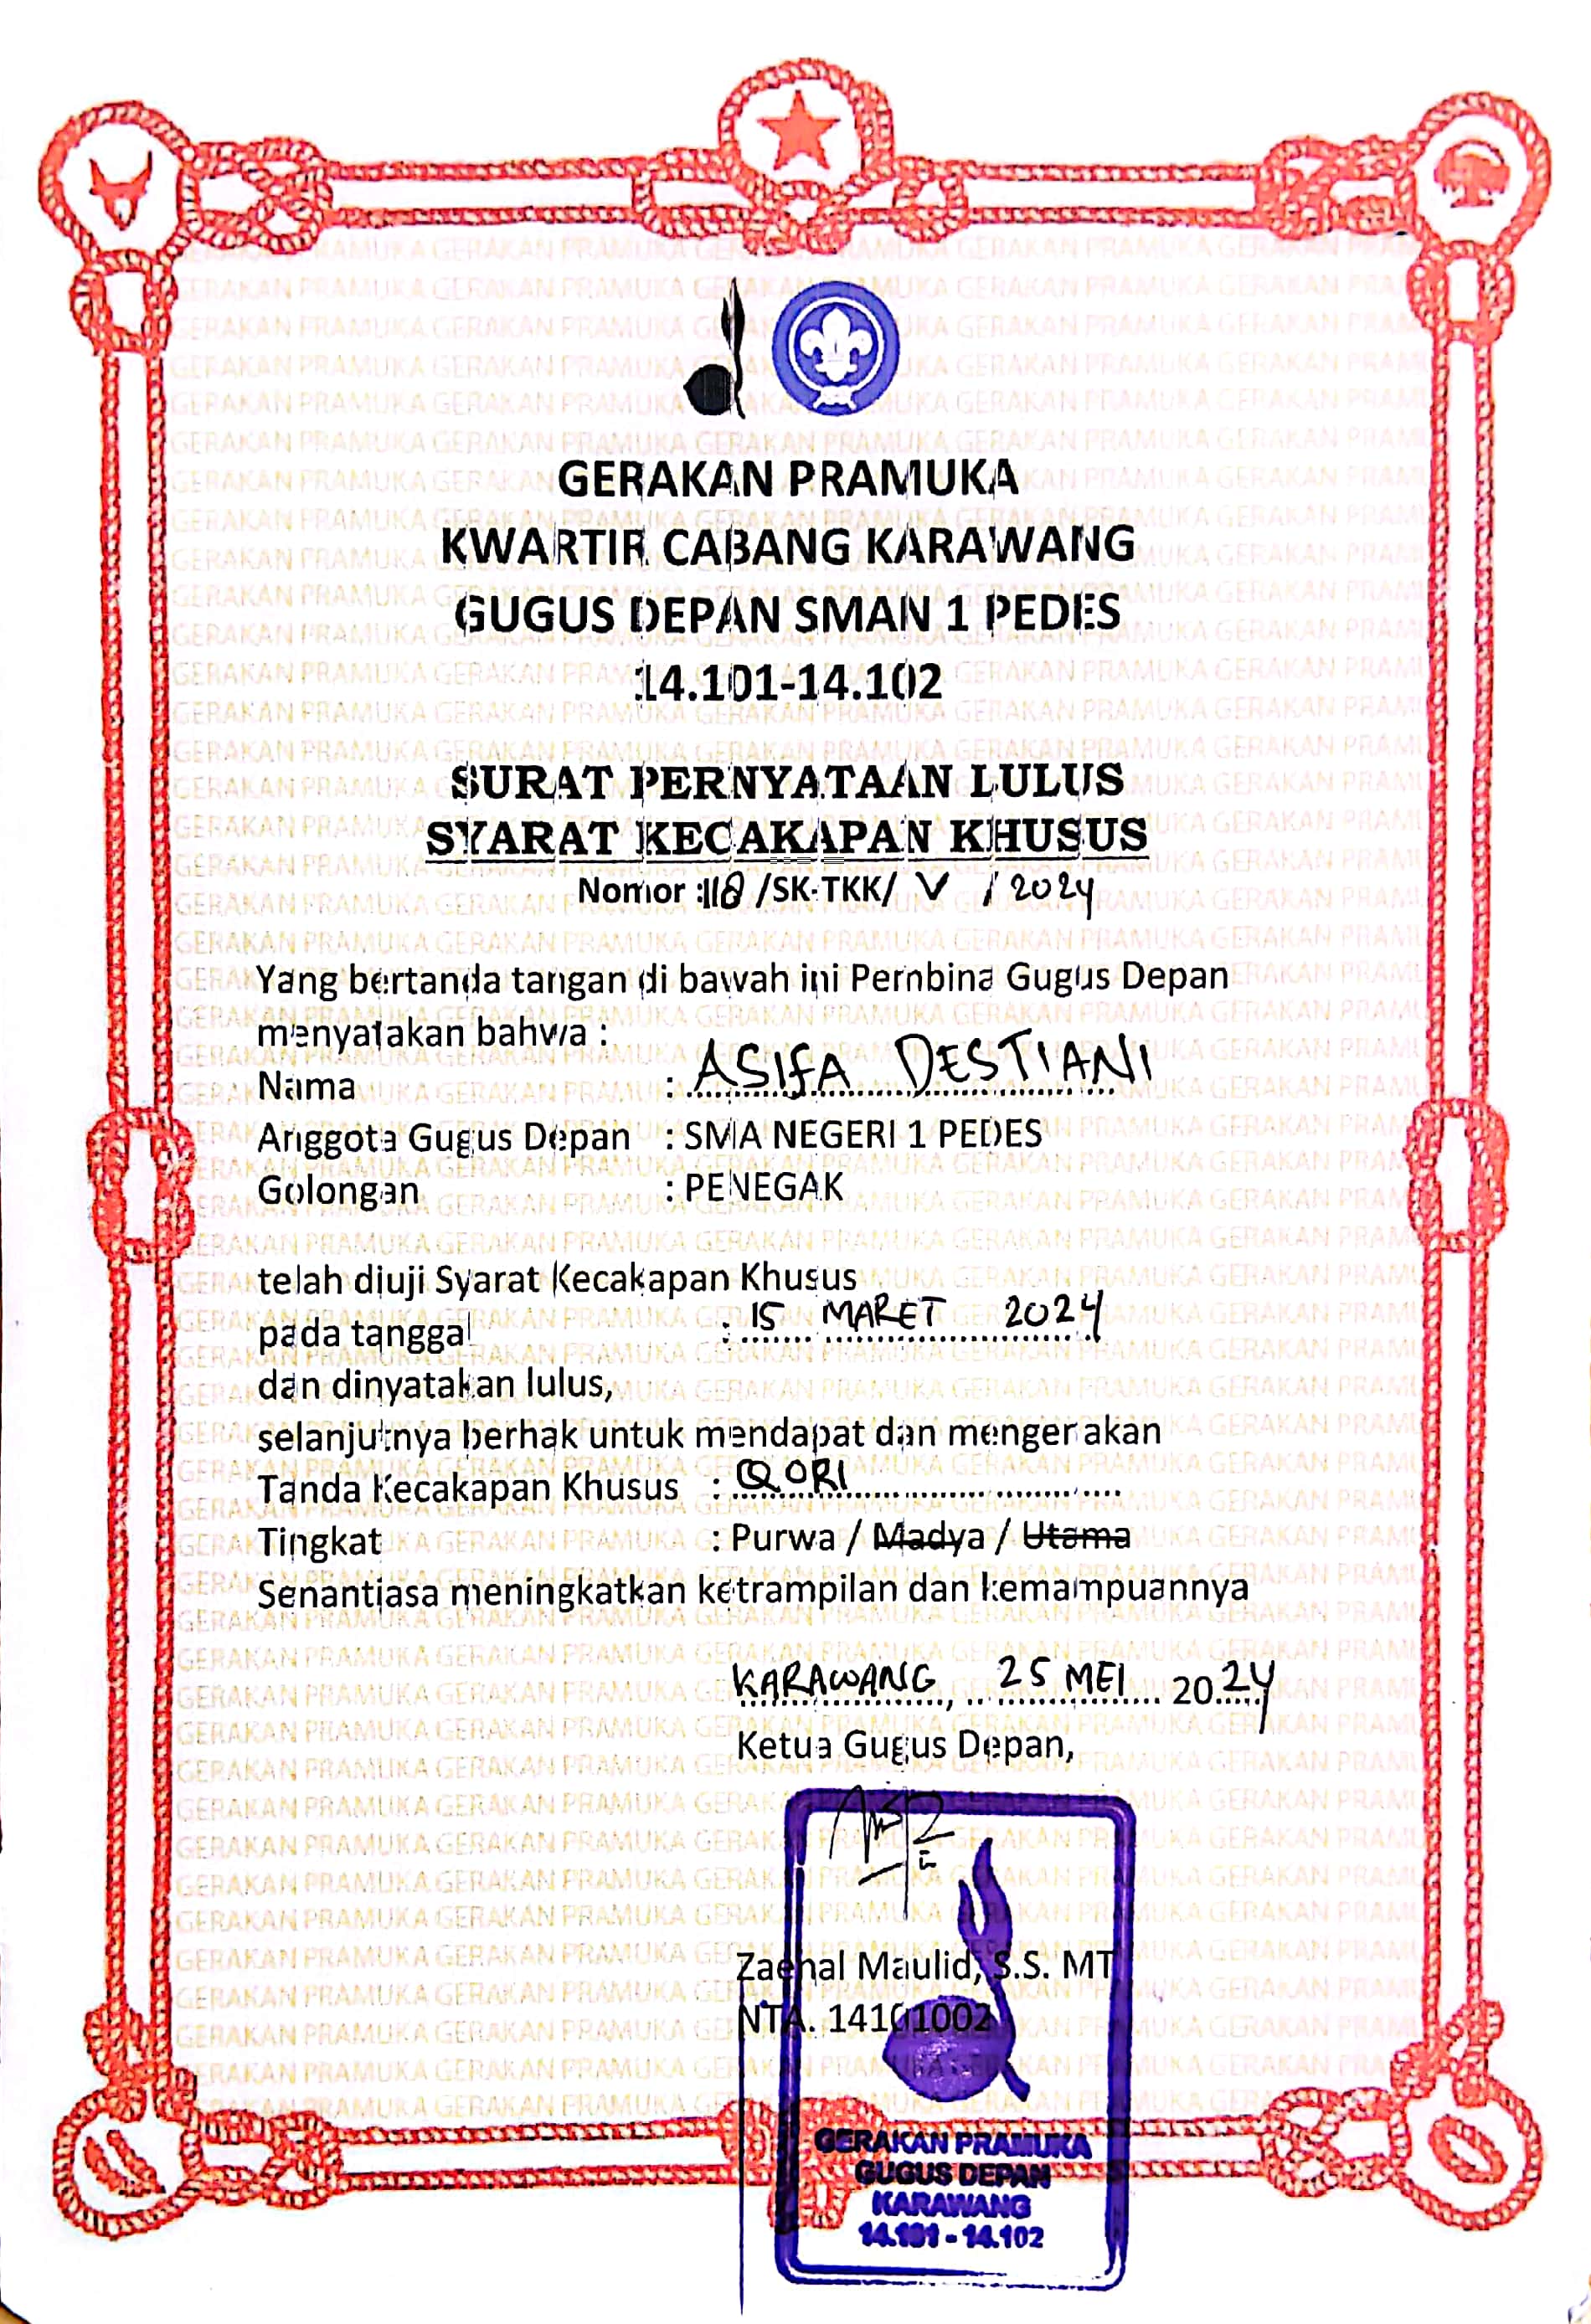 GERAKAN PRAMUKA
KWARTIR CABANG KARAWANG
GUGUS DEPAN SMAN 1 PEDES
14.101-14.102
SURAT PERNYATAAN LULUS
SYARAT KECAKAPAN KHUSUS
Nomor : 118 /SK-TKK/ V / 2024
Yang bertanda tangan di bawah ini Pembina Gugus Depan
menyatakan bahwa :
Nama : ASIFA DESTIANI
Anggota Gugus Depan : SMA NEGERI 1 PEDES
Golongan : PENEGAK
telah diuji Syarat Kecakapan Khusus
pada tanggal : 15 MARET 2024
dan dinyatakan lulus,
selanjutnya berhak untuk mendapat dan mengenakan
Tanda Kecakapan Khusus : QORI
Tingkat : Purwa / Madya / Utama
Senantiasa meningkatkan ketrampilan dan kemampuannya
KARAWANG, 25 MEI 2024
Ketua Gugus Depan,
Zaenal Maulid, S.S. MT
NTA. 14101002
GERAKAN PRAMUKA
GUGUS DEPAN
KARAWANG
14.101 - 14.102